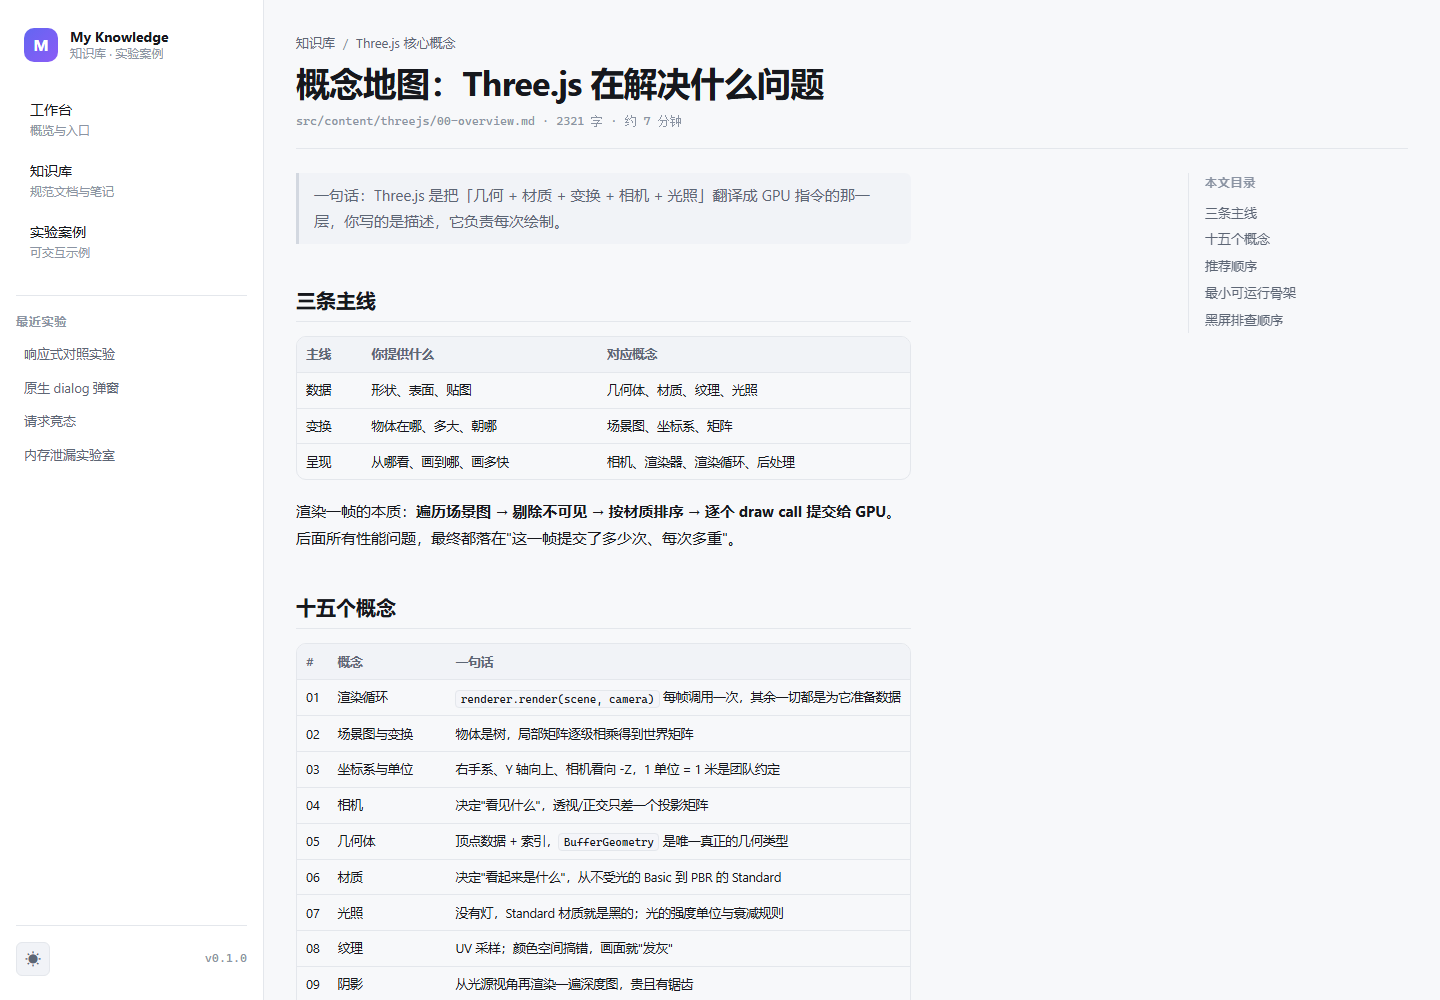 M
My Knowledge
知识库 · 实验案例
工作台
概览与入口
知识库
规范文档与笔记
实验案例
可交互示例
最近实验
响应式对照实验
原生 dialog 弹窗
请求竞态
内存泄漏实验室
v0.1.0
知识库 / Three.js 核心概念
概念地图：Three.js 在解决什么问题
src/content/threejs/00-overview.md · 2321 字 · 约 7 分钟
一句话：Three.js 是把「几何 + 材质 + 变换 + 相机 + 光照」翻译成 GPU 指令的那一
层，你写的是描述，它负责每次绘制。
三条主线
主线 你提供什么 对应概念
数据 形状、表面、贴图 几何体、材质、纹理、光照
变换 物体在哪、多大、朝哪 场景图、坐标系、矩阵
呈现 从哪看、画到哪、画多快 相机、渲染器、渲染循环、后处理
渲染一帧的本质：遍历场景图 → 剔除不可见 → 按材质排序 → 逐个 draw call 提交给 GPU。
后面所有性能问题，最终都落在"这一帧提交了多少次、每次多重"。
十五个概念
# 概念 一句话
01 渲染循环 renderer.render(scene, camera) 每帧调用一次，其余一切都是为它准备数据
02 场景图与变换 物体是树，局部矩阵逐级相乘得到世界矩阵
03 坐标系与单位 右手系、Y 轴向上、相机看向 -Z，1 单位 = 1 米是团队约定
04 相机 决定"看见什么"，透视/正交只差一个投影矩阵
05 几何体 顶点数据 + 索引，BufferGeometry 是唯一真正的几何类型
06 材质 决定"看起来是什么"，从不受光的 Basic 到 PBR 的 Standard
07 光照 没有灯，Standard 材质就是黑的；光的强度单位与衰减规则
08 纹理 UV 采样；颜色空间搞错，画面就"发灰"
09 阴影 从光源视角再渲染一遍深度图，贵且有锯齿
本文目录
三条主线
十五个概念
推荐顺序
最小可运行骨架
黑屏排查顺序